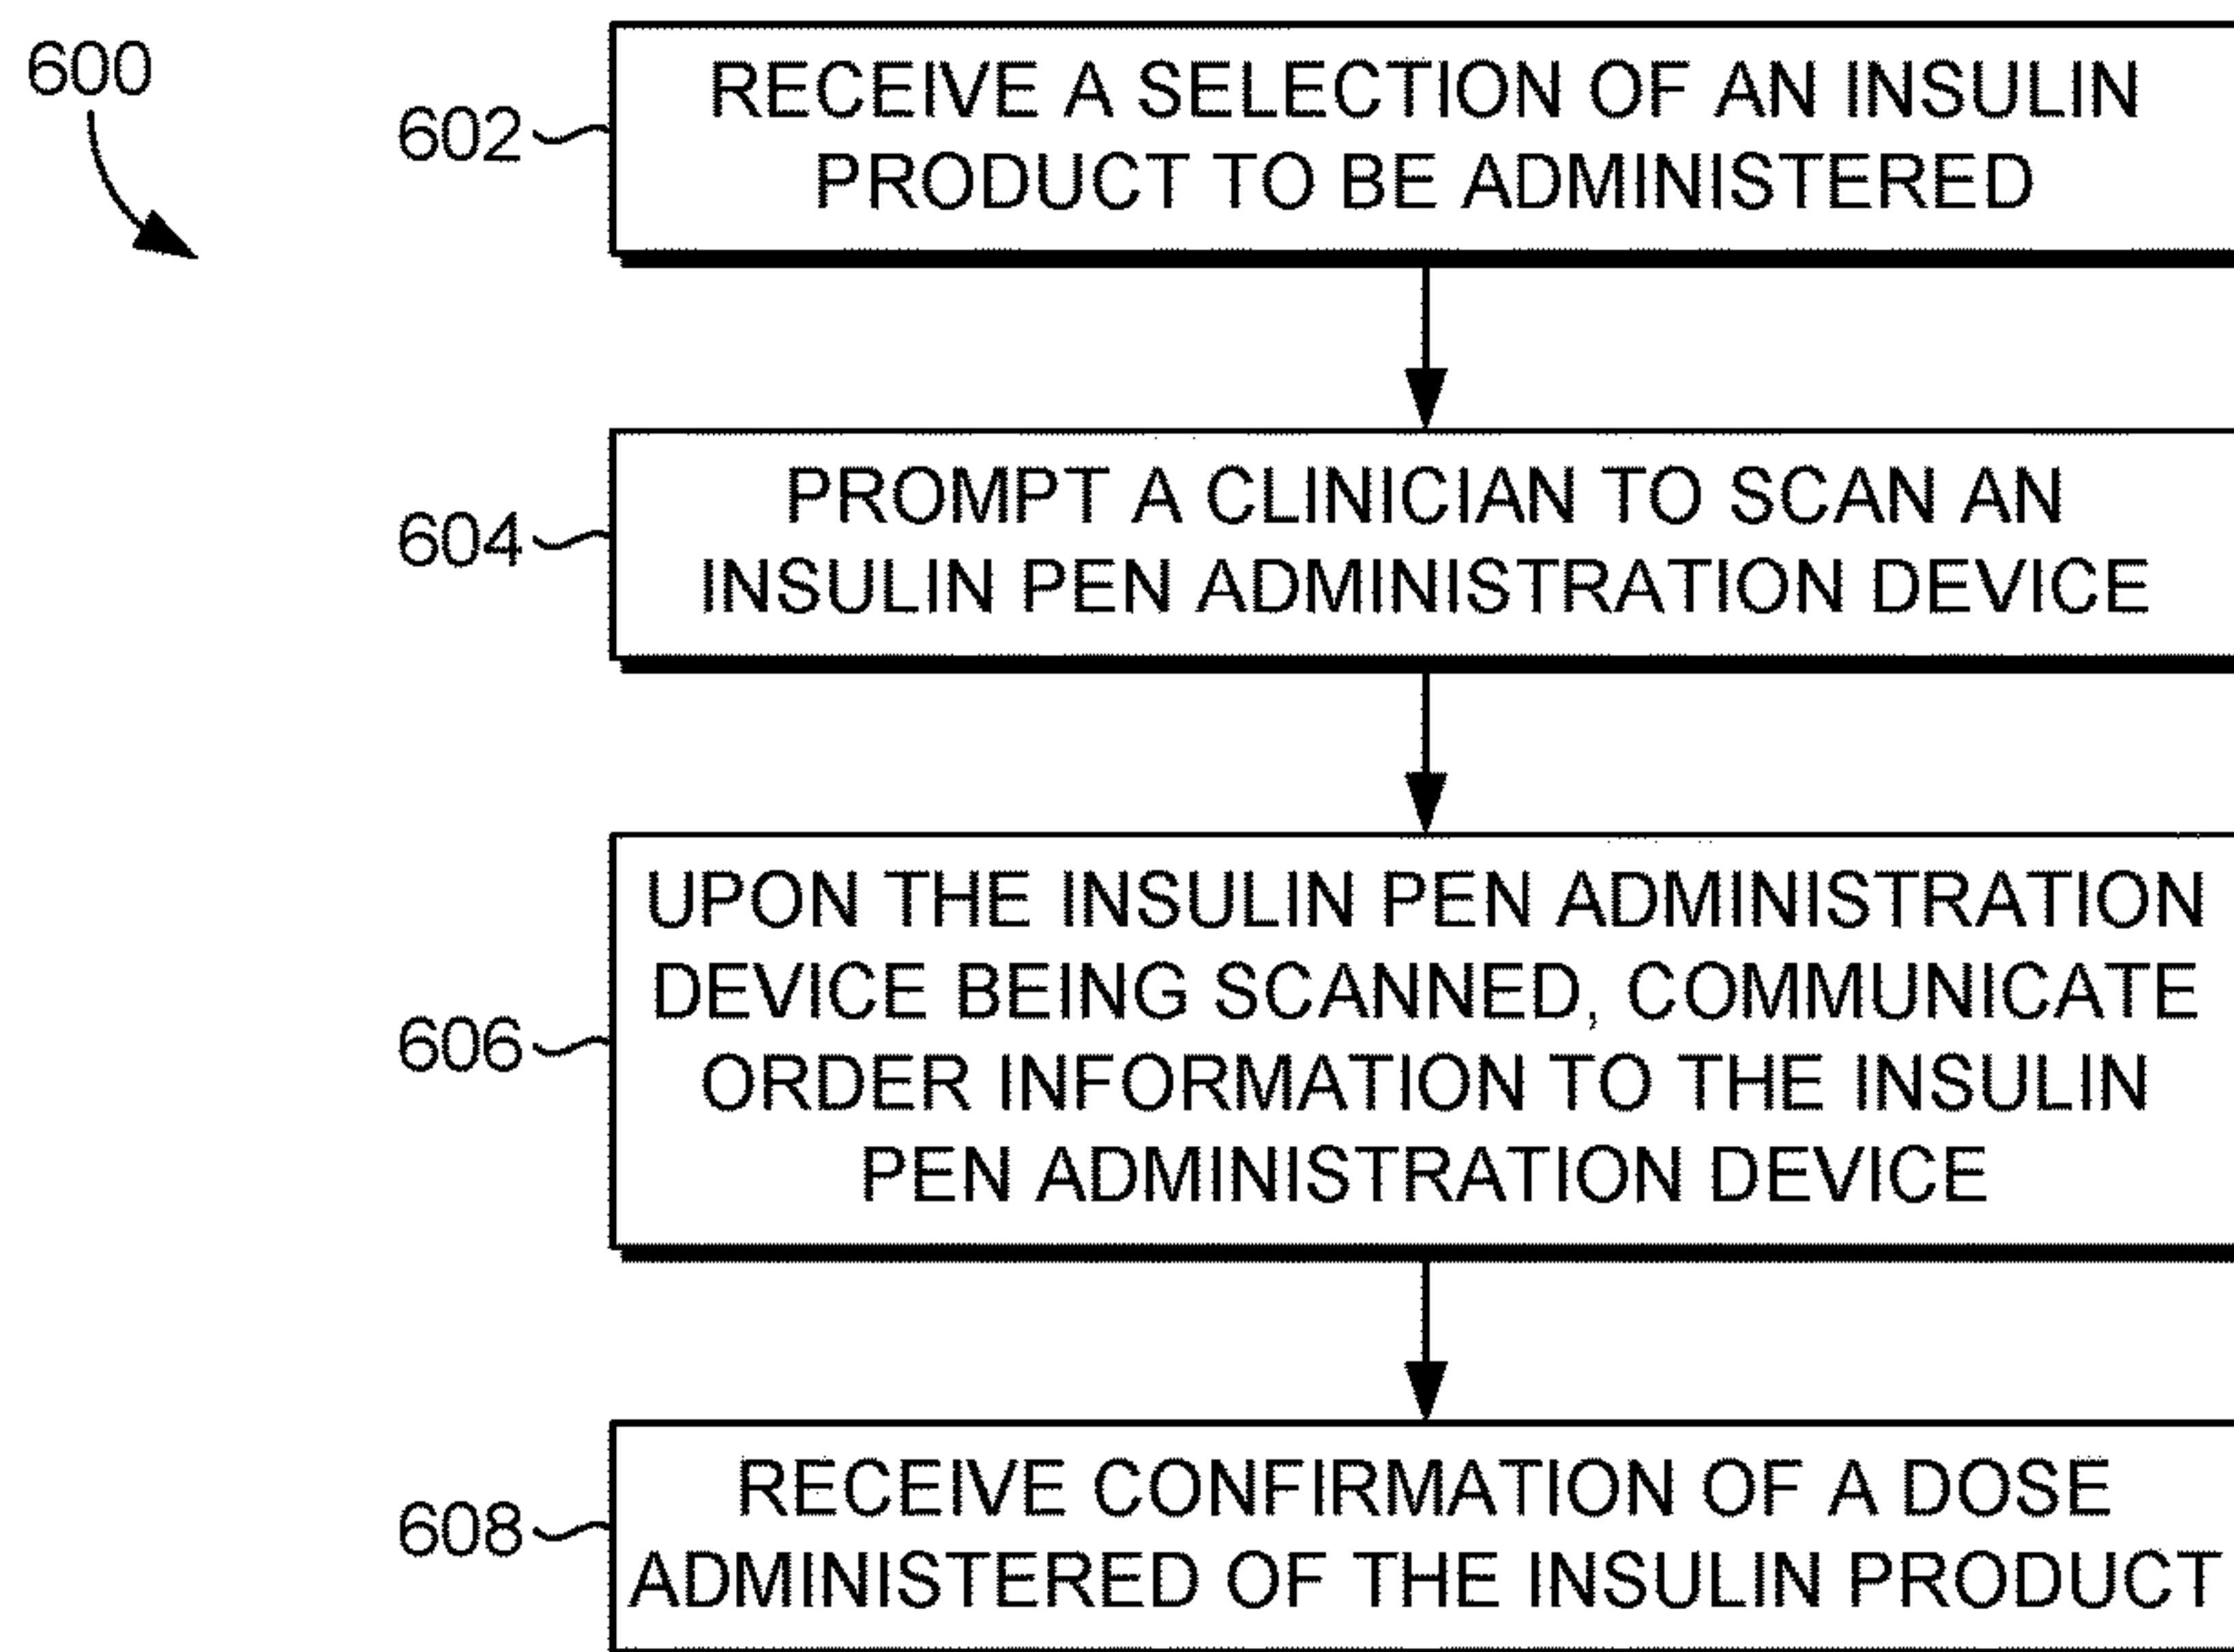 600
602
RECEIVE A SELECTION OF AN INSULIN
PRODUCT TO BE ADMINISTERED
604
PROMPT A CLINICIAN TO SCAN AN
INSULIN PEN ADMINISTRATION DEVICE
606
UPON THE INSULIN PEN ADMINISTRATION
DEVICE BEING SCANNED, COMMUNICATE
ORDER INFORMATION TO THE INSULIN
PEN ADMINISTRATION DEVICE
608
RECEIVE CONFIRMATION OF A DOSE
ADMINISTERED OF THE INSULIN PRODUCT